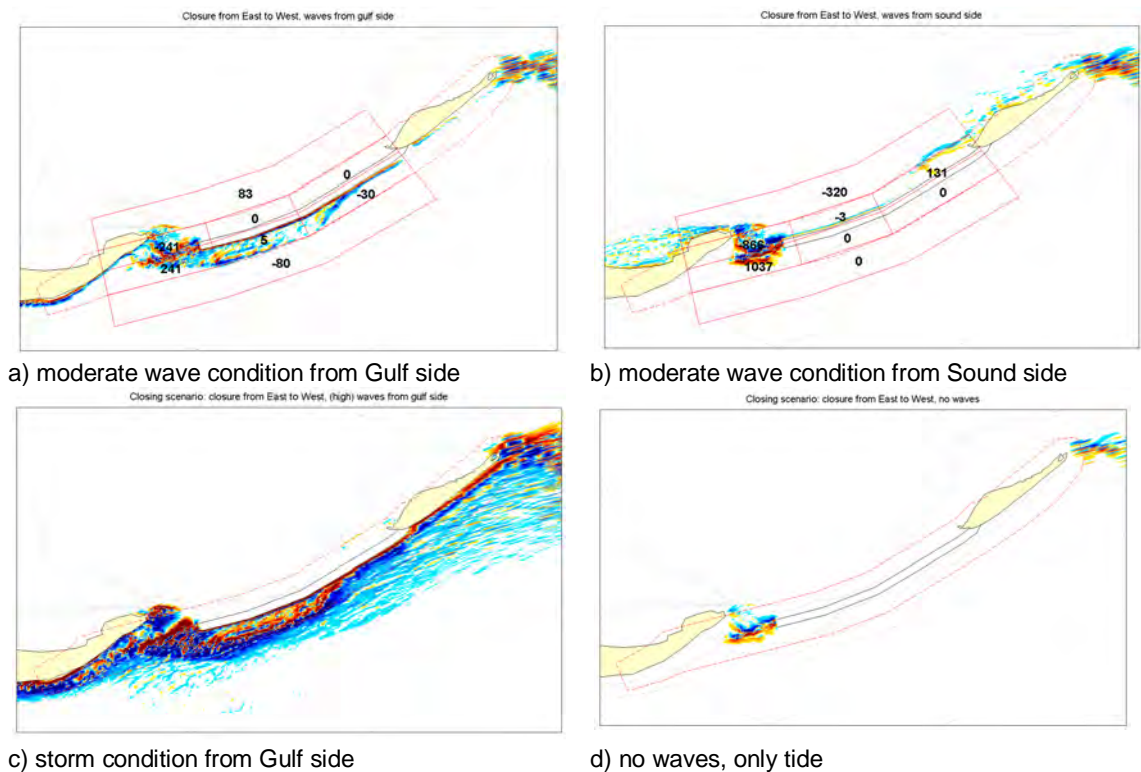 Closure from East to West, waves from gulf side
Closure from East to West, waves from sound side
0
83
-30
0
5
-241
241
-80
131
-320
0
-3
0
866
1037
0
a) moderate wave condition from Gulf side
b) moderate wave condition from Sound side
Closing scenario: closure from East to West, (high) waves from gulf side
Closing scenario: closure from East to West, no waves
c) storm condition from Gulf side
d) no waves, only tide